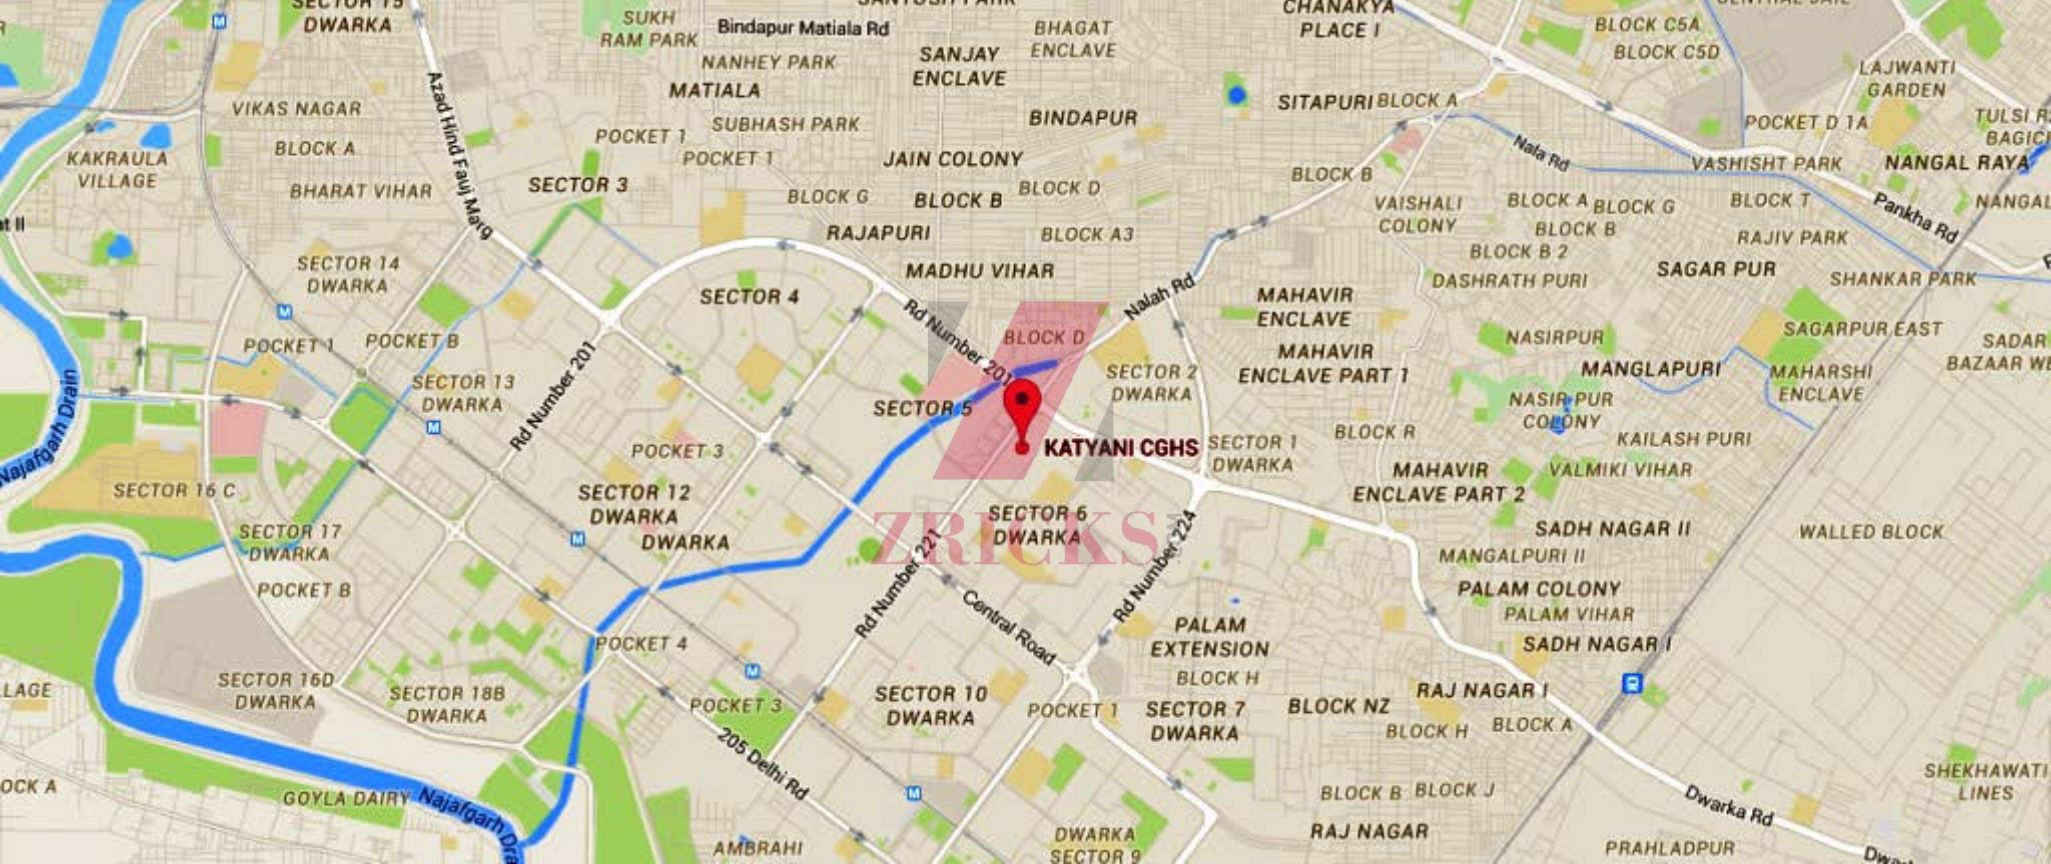 SECTOR 15
DWARKA
SUKH
RAM PARK
Bindapur Matiala Rd
SANTOSH PARK
BHAGAT
ENCLAVE
CHANAKYA
PLACE I
BLOCK C5A
BLOCK C5D
CENTRAL JAIL
LAJWANTI
GARDEN
NANHEY PARK
SANJAY
ENCLAVE
MATIALA
Azad Hind Fauj Marg
VIKAS NAGAR
BLOCK A
BHARAT VIHAR
KAKRAULA
VILLAGE
SUBHASH PARK
POCKET 1
POCKET 1
BINDAPUR
JAIN COLONY
SITAPURI
BLOCK A
POCKET D 1A
Nala Rd
VASHISHT PARK
NANGAL RAYA
SECTOR 3
BLOCK G
BLOCK B
BLOCK D
BLOCK B
VAISHALI
COLONY
BLOCK A
BLOCK G
BLOCK B
BLOCK B 2
BLOCK T
Pankha Rd
NANGAL
RAJIV PARK
RAJAPURI
BLOCK A3
MADHU VIHAR
DASHRATH PURI
SAGAR PUR
SHANKAR PARK
SECTOR 14
DWARKA
SECTOR 4
Rd Number 201
Nalah Rd
MAHAVIR
ENCLAVE
MAHAVIR
ENCLAVE PART 1
NASIRPUR
SAGARPUR EAST
SADAR
POCKET 1
POCKET B
BLOCK D
SECTOR 2
DWARKA
MANGLAPURI
MAHARSHI
ENCLAVE
SECTOR 13
DWARKA
Rd Number 201
SECTOR 5
NASIR PUR
COLONY
Najafgarh Drain
POCKET 3
KATYANI CGHS
SECTOR 1
DWARKA
BLOCK R
KAILASH PURI
MAHAVIR
ENCLAVE PART 2
VALMIKI VIHAR
SECTOR 16 C
SECTOR 12
DWARKA
DWARKA
SECTOR 6
DWARKA
ZRICKS
SECTOR 17
DWARKA
POCKET B
Rd Number 221
Rd Number 224
SADH NAGAR II
WALLED BLOCK
MANGALPURI II
PALAM COLONY
PALAM VIHAR
SADH NAGAR I
Central Road
PALAM
EXTENSION
BLOCK H
POCKET 4
SECTOR 16D
DWARKA
SECTOR 18B
DWARKA
POCKET 3
SECTOR 10
DWARKA
POCKET 1
SECTOR 7
DWARKA
BLOCK NZ
RAJ NAGAR I
BLOCK H
BLOCK A
205 Delhi Rd
GOYLA DAIRY
Najafgarh
BLOCK B
BLOCK J
RAJ NAGAR
Dwarka Rd
SHEKHAWATI
LINES
AMBRAHI
DWARKA
SECTOR 9
PRAHLADPUR